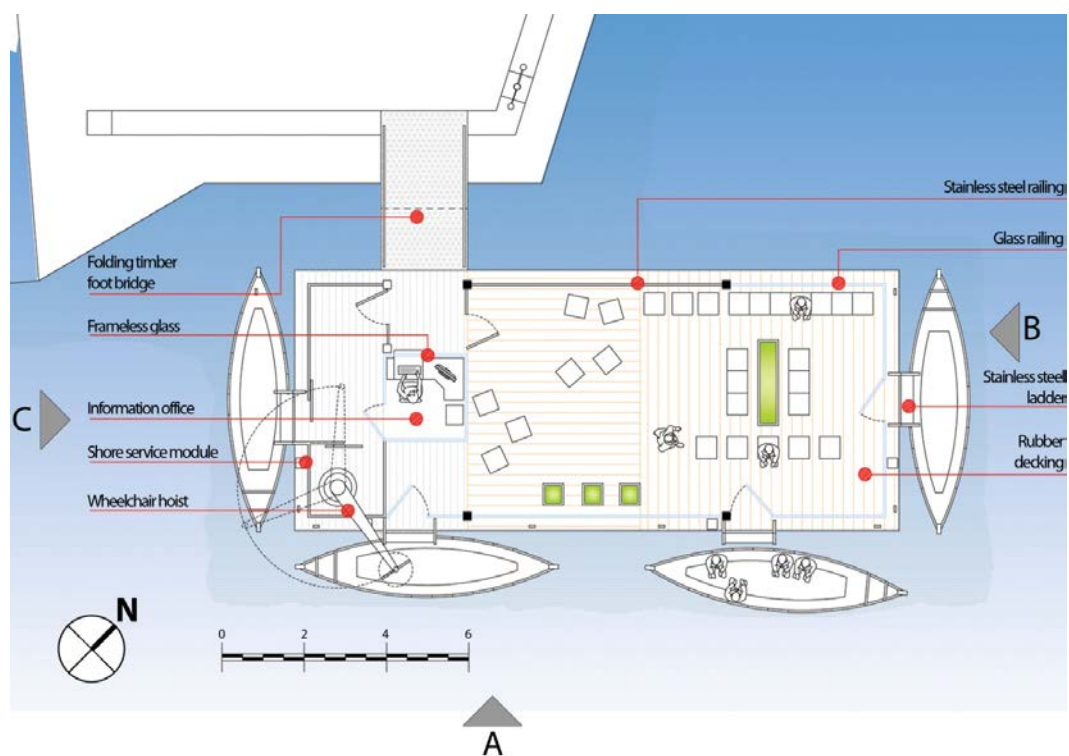 Stainless steel railing
Glass railing
Folding timber
foot bridge
Frameless glass
B
Stainless steel
ladder
C
Information office
Shore service module
Rubber
decking
Wheelchair hoist
N
0 2 4 6
A